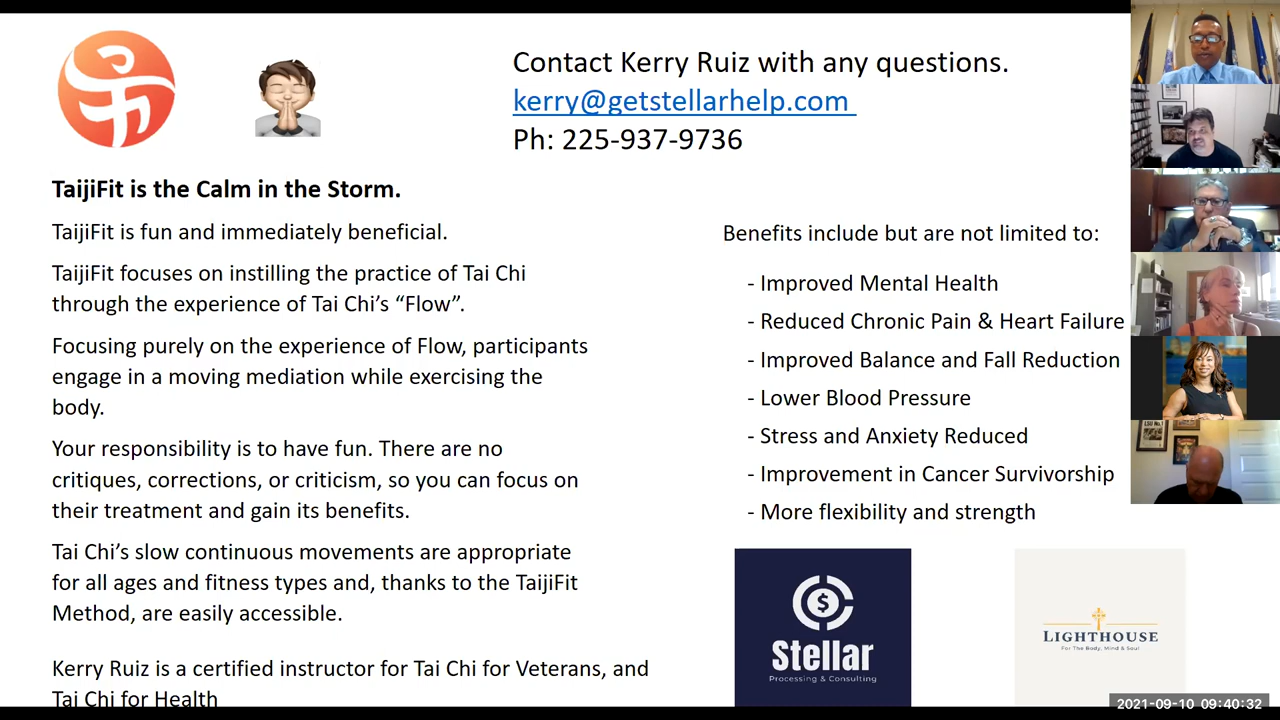 Contact Kerry Ruiz with any questions.
kerry@getstellarhelp.com
Ph: 225-937-9736
TaijiFit is the Calm in the Storm.
TaijiFit is fun and immediately beneficial.
TaijiFit focuses on instilling the practice of Tai Chi
through the experience of Tai Chi’s “Flow”.
Focusing purely on the experience of Flow, participants
engage in a moving mediation while exercising the
body.
Your responsibility is to have fun. There are no
critiques, corrections, or criticism, so you can focus on
their treatment and gain its benefits.
Tai Chi’s slow continuous movements are appropriate
for all ages and fitness types and, thanks to the TaijiFit
Method, are easily accessible.
Kerry Ruiz is a certified instructor for Tai Chi for Veterans, and
Tai Chi for Health
Benefits include but are not limited to:
- Improved Mental Health
- Reduced Chronic Pain & Heart Failure
- Improved Balance and Fall Reduction
- Lower Blood Pressure
- Stress and Anxiety Reduced
- Improvement in Cancer Survivorship
- More flexibility and strength
$
Stellar
Processing & Consulting
LIGHTHOUSE
For The Body, Mind & Soul
LSU No.1
2021-09-10 09:40:32